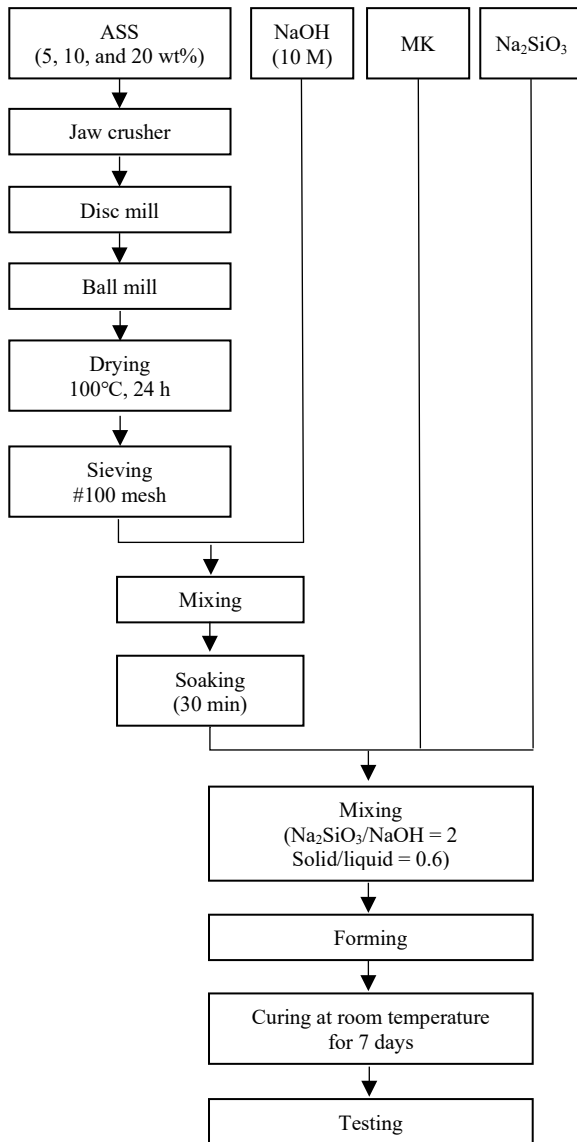 ASS
(5, 10, and 20 wt%)
NaOH
(10 M)
MK
Na₂SiO₃
Jaw crusher
Disc mill
Ball mill
Drying
100°C, 24 h
Sieving
#100 mesh
Mixing
Soaking
(30 min)
Mixing
(Na₂SiO₃/NaOH = 2
Solid/liquid = 0.6)
Forming
Curing at room temperature
for 7 days
Testing